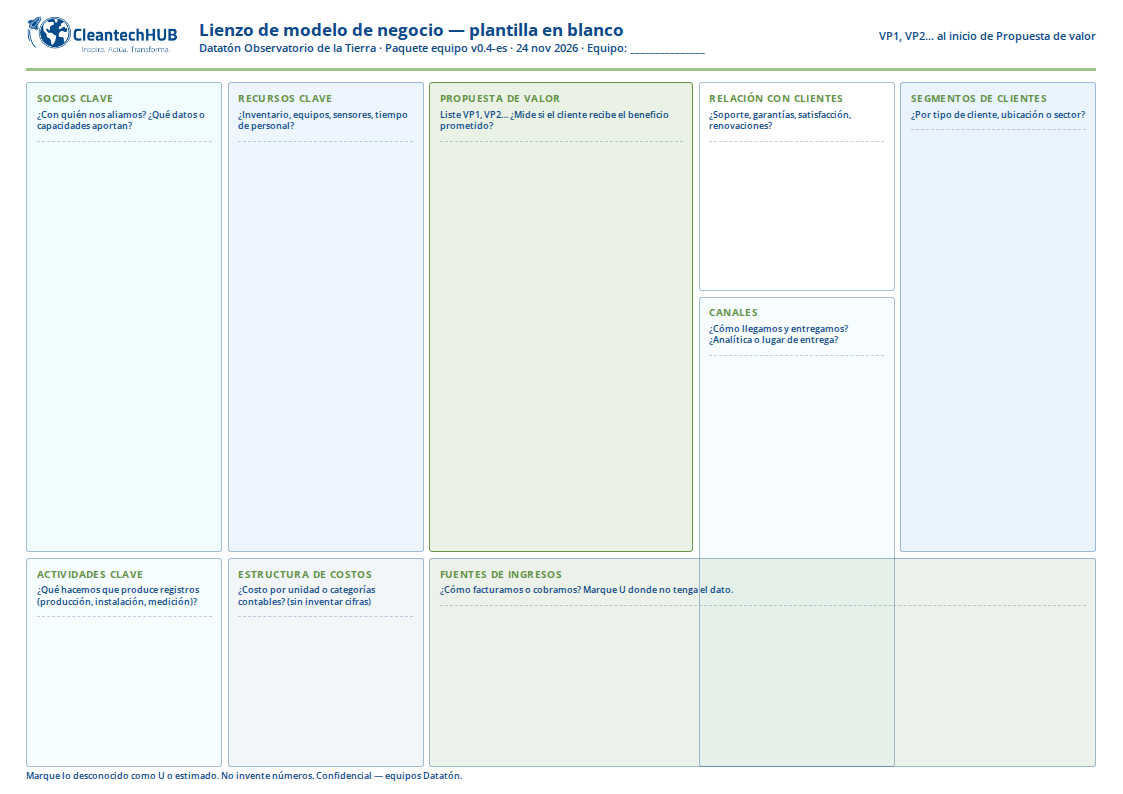 CleantechHUB
Inspira. Actúa. Transforma.
Lienzo de modelo de negocio — plantilla en blanco
Datatón Observatorio de la Tierra · Paquete equipo v0.4-es · 24 nov 2026 · Equipo: _______________
VP1, VP2... al inicio de Propuesta de valor
SOCIOS CLAVE
¿Con quién nos aliamos? ¿Qué datos o
capacidades aportan?
RECURSOS CLAVE
¿Inventario, equipos, sensores, tiempo
de personal?
PROPUESTA DE VALOR
Liste VP1, VP2... ¿Mide si el cliente recibe el beneficio
prometido?
RELACIÓN CON CLIENTES
¿Soporte, garantías, satisfacción,
renovaciones?
SEGMENTOS DE CLIENTES
¿Por tipo de cliente, ubicación o sector?
CANALES
¿Cómo llegamos y entregamos?
¿Analítica o lugar de entrega?
ACTIVIDADES CLAVE
¿Qué hacemos que produce registros
(producción, instalación, medición)?
ESTRUCTURA DE COSTOS
¿Costo por unidad o categorías
contables? (sin inventar cifras)
FUENTES DE INGRESOS
¿Cómo facturamos o cobramos? Marque U donde no tenga el dato.
Marque lo desconocido como U o estimado. No invente números. Confidencial — equipos Datatón.